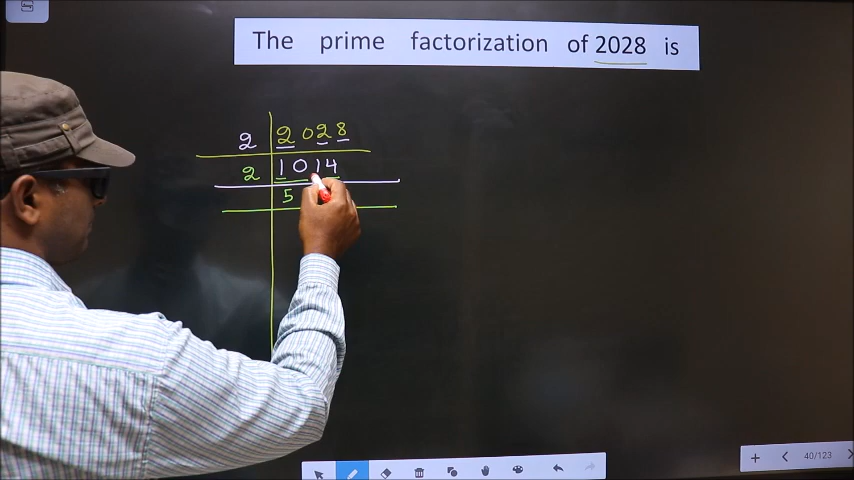 The prime factorization of 2028 is
2 2028
2 1014
5
40/123